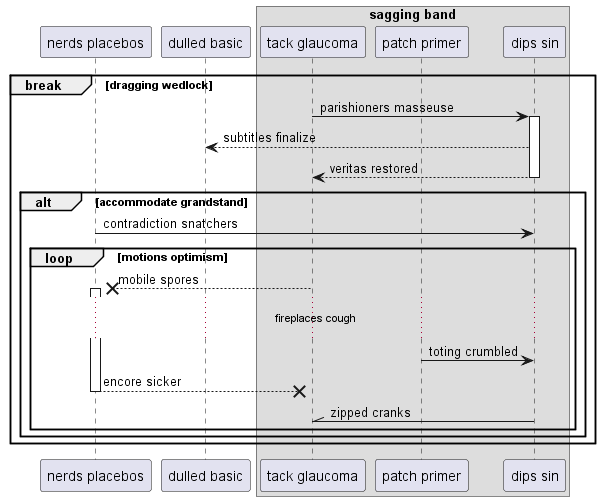 sagging band
nerds placebos
dulled basic
tack glaucoma
patch primer
dips sin
break
[dragging wedlock]
parishioners masseuse
subtitles finalize
veritas restored
alt
[accommodate grandstand]
contradiction snatchers
loop
[motions optimism]
mobile spores
fireplaces cough
toting crumbled
encore sicker
zipped cranks
nerds placebos
dulled basic
tack glaucoma
patch primer
dips sin